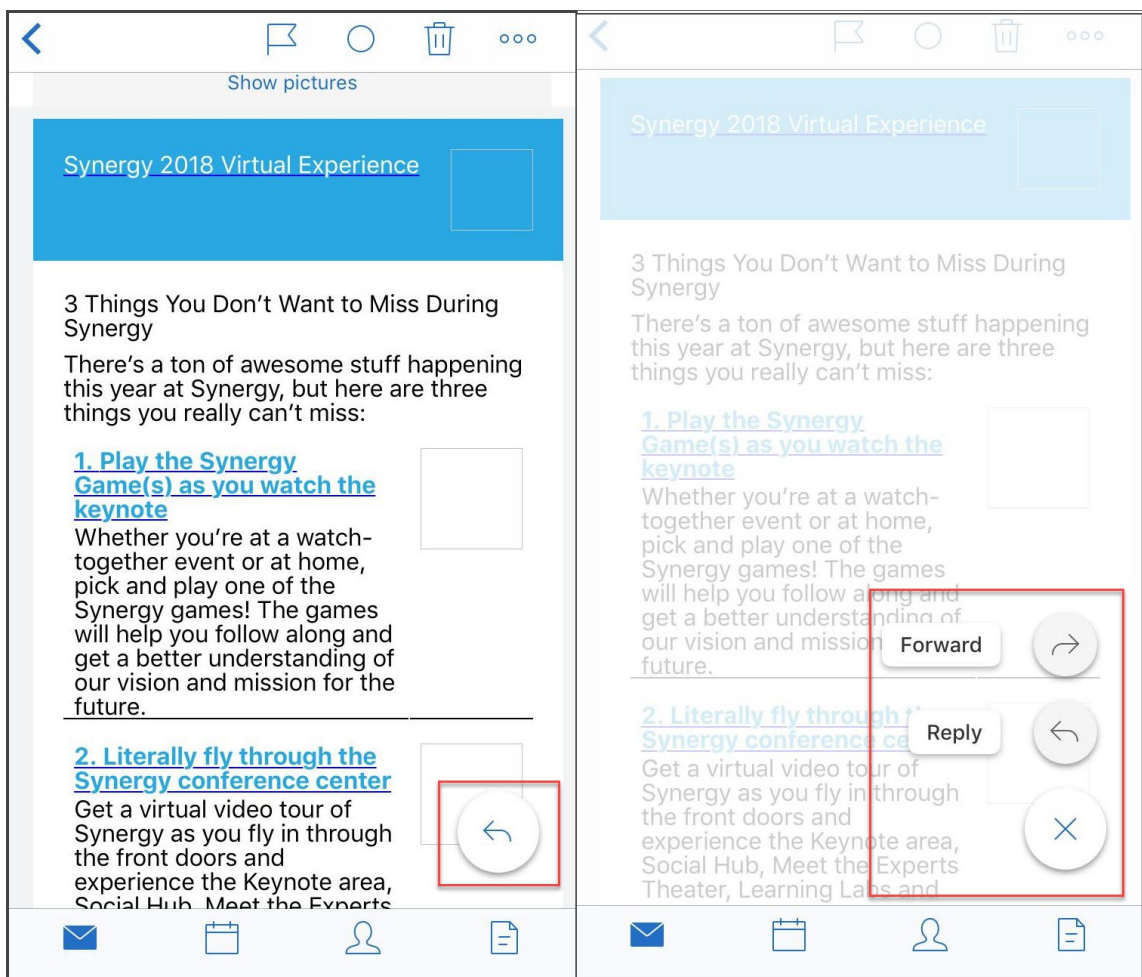 Show pictures
Synergy 2018 Virtual Experience
3 Things You Don't Want to Miss During
Synergy
There's a ton of awesome stuff happening
this year at Synergy, but here are three
things you really can't miss:
1. Play the Synergy
Game(s) as you watch the
keynote
Whether you're at a watch-
together event or at home,
pick and play one of the
Synergy games! The games
will help you follow along and
get a better understanding of
our vision and mission for the
future.
2. Literally fly through the
Synergy conference center
Get a virtual video tour of
Synergy as you fly in through
the front doors and
experience the Keynote area,
Social Hub, Meet the Experts
Synergy 2018 Virtual Experience
3 Things You Don't Want to Miss During
Synergy
There's a ton of awesome stuff happening
this year at Synergy, but here are three
things you really can't miss:
1. Play the Synergy
Game(s) as you watch the
keynote
Whether you're at a watch-
together event or at home,
pick and play one of the
Synergy games! The games
will help you follow along and
get a better understanding of
our vision and mission
future.
Forward
2. Literally fly through
Synergy conference
Reply
Get a virtual video tour of
Synergy as you fly in through
the front doors and
experience the Keynote area,
Social Hub, Meet the Experts
Theater, Learning Labs and